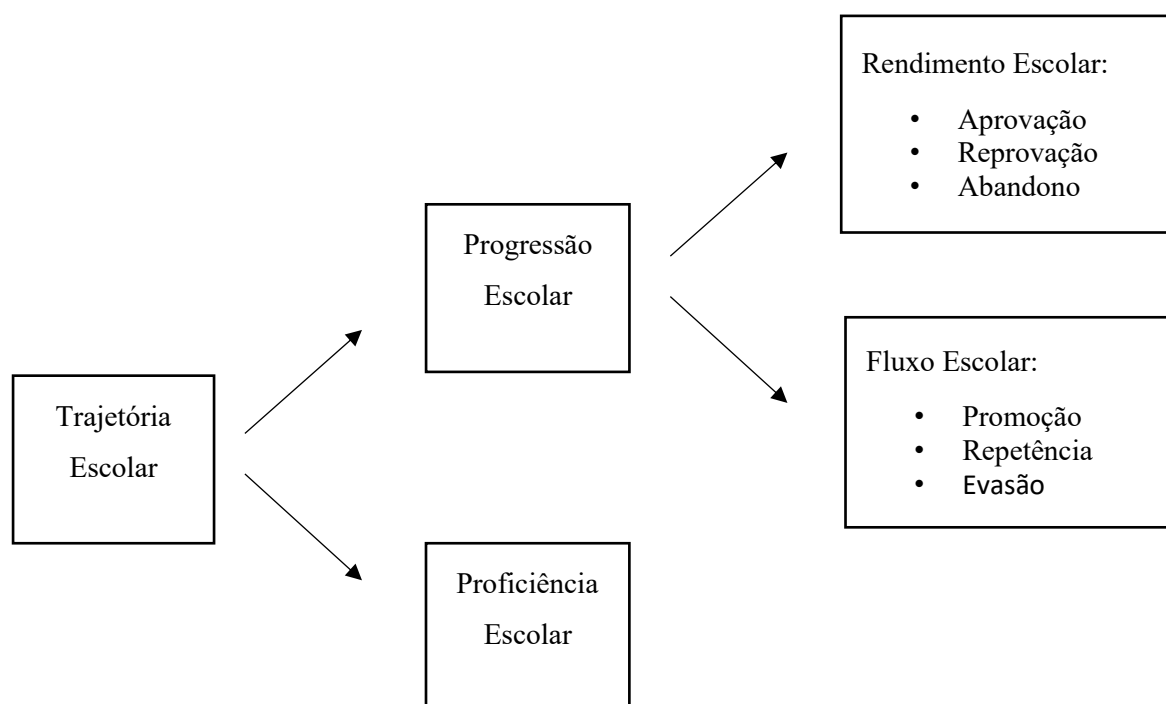 Rendimento Escolar:
• Aprovação
• Reprovação
• Abandono
Progressão
Escolar
Fluxo Escolar:
• Promoção
• Repetência
• Evasão
Trajetória
Escolar
Proficiência
Escolar